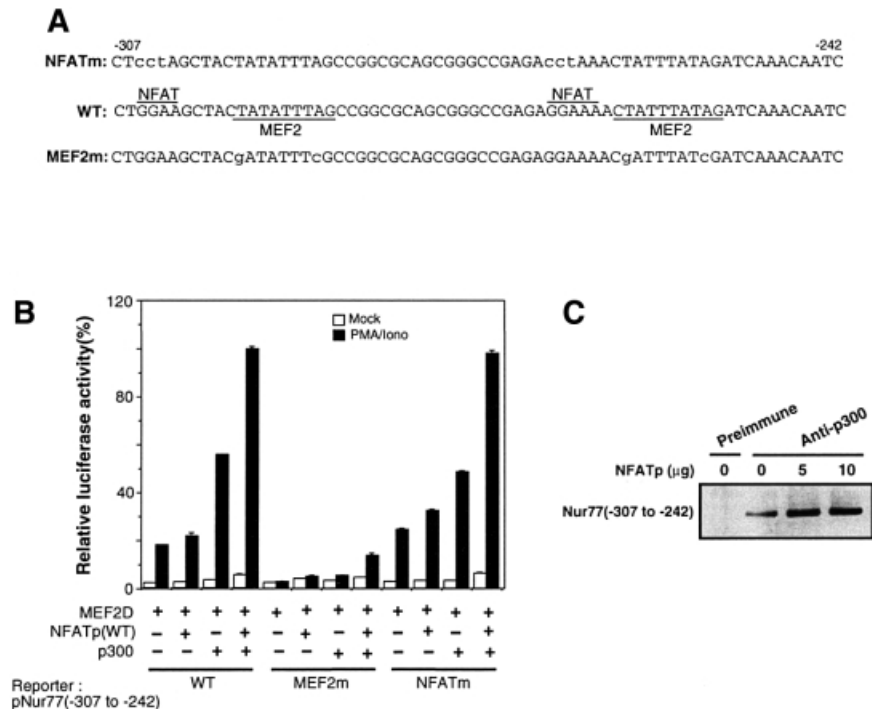 A
-307 -242
NFATm: CTcctAGCTACTATATTTAGCCGGCGCAGCGGGCCGAGAcctAAACTATTTATAGATCAAACAATC
NFAT NFAT
WT: CTGGAAGCTACTATATTTAGCCGGCGCAGCGGGCCGAGAGGAAAACTATTTATAGATCAAACAATC
MEF2 MEF2
MEF2m: CTGGAAGCTACgATATTTcGCCGGCGCAGCGGGCCGAGAGGAAAACgATTTATcGATCAAACAATC
B
Relative luciferase activity(%)
120
80
40
0
Mock
PMA/Iono
MEF2D + + + + + + + + + + + +
NFATp(WT) − + − + − + − + − + − +
p300 − − + + − − + + − − + +
WT MEF2m NFATm
Reporter :
pNur77(-307 to -242)
C
Preimmune Anti-p300
NFATp (µg) 0 0 5 10
Nur77(-307 to -242)